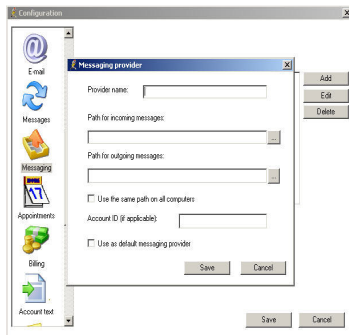 Configuration
E-mail
Messages
Messaging
Appointments
Billing
Account text
Messaging provider
Provider name:
Path for incoming messages:
...
Path for outgoing messages:
...
Use the same path on all computers
Account ID (if applicable):
Use as default messaging provider
Save Cancel
Add
Edit
Delete
Save Cancel